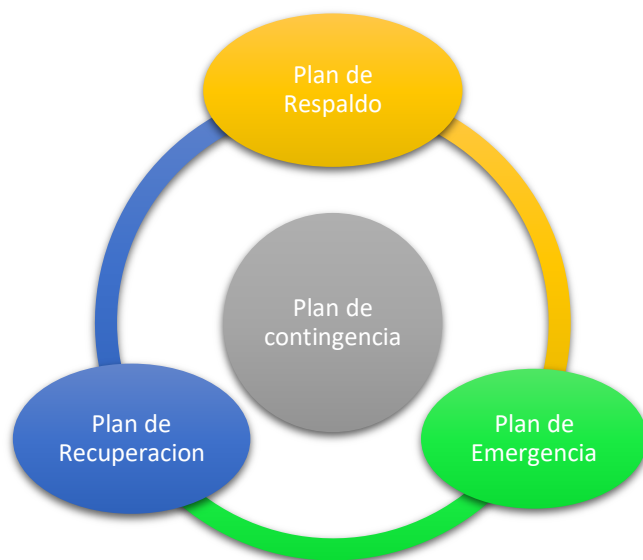 Plan de
Respaldo
Plan de
contingencia
Plan de
Recuperacion
Plan de
Emergencia